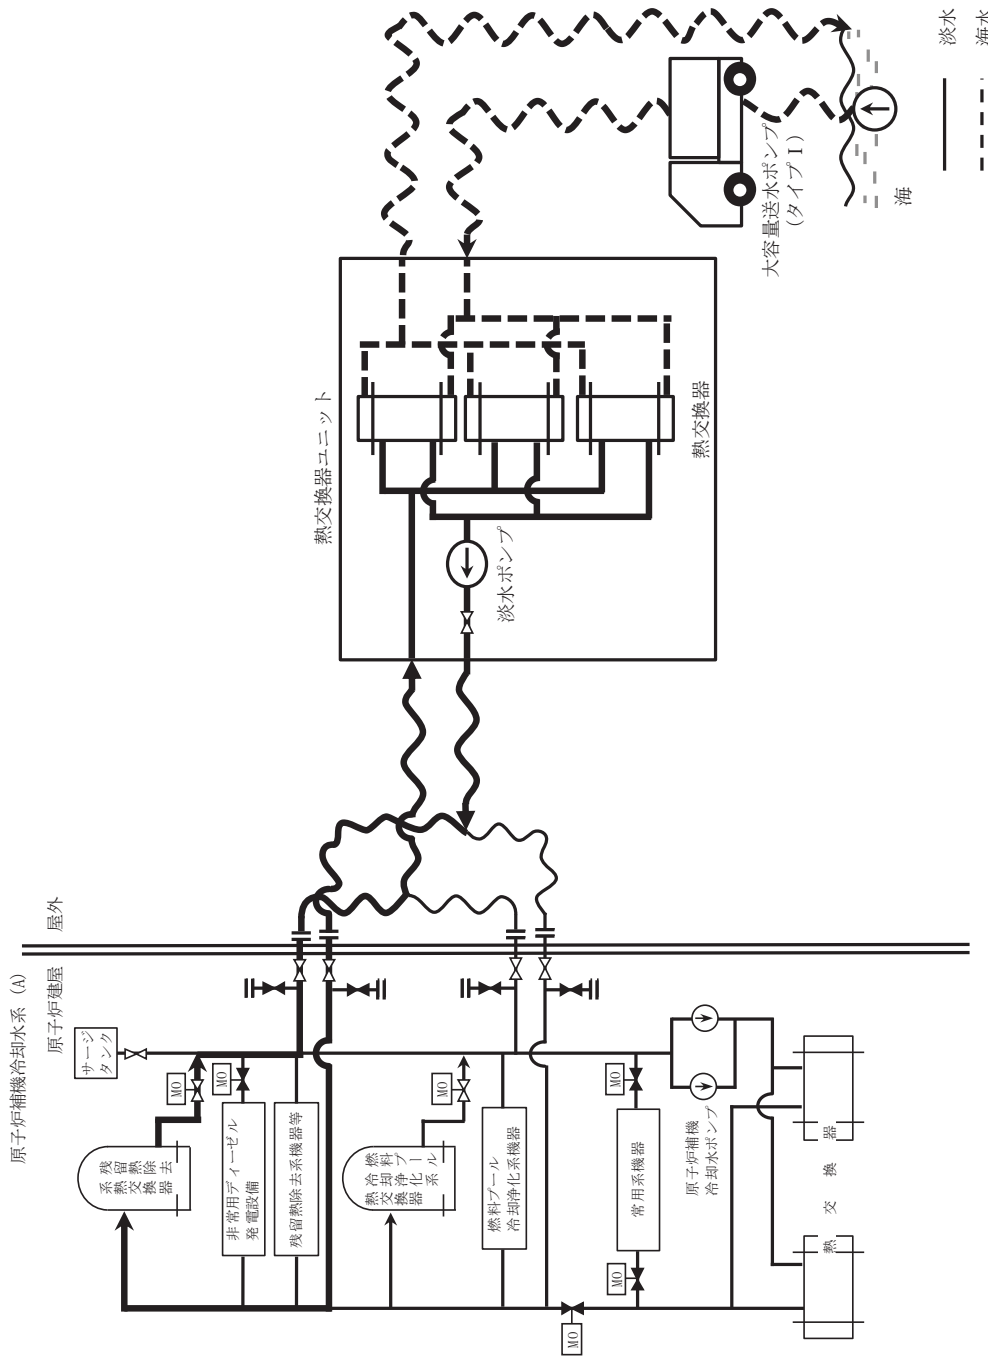 原子炉補機冷却水系 (A)
原子炉建屋
屋外
サージ
タンク
残留熱除去
系熱交換器
MO
MO
非常用ディーゼル
発電設備
残留熱除去系機器等
燃料プール
冷却浄化系
熱交換器
MO
燃料プール
冷却浄化系機器
MO
MO
MO
常用系機器
原子炉補機
冷却水ポンプ
熱交換器
熱交換器ユニット
淡水ポンプ
熱交換器
大容量送水ポンプ
(タイプⅠ)
海
淡水
海水